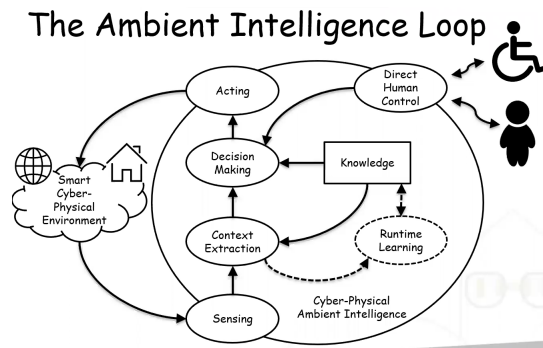 The Ambient Intelligence Loop
Acting
Direct
Human
Control
Decision
Making
Knowledge
Smart
Cyber-
Physical
Environment
Context
Extraction
Runtime
Learning
Cyber-Physical
Ambient Intelligence
Sensing